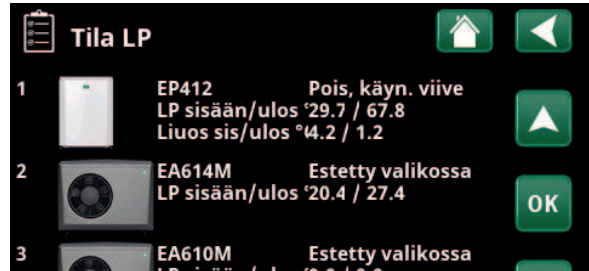 Tila LP
1 EP412 Pois, käyn. viive
LP sisään/ulos 29.7 / 67.8
Liuos sis/ulos °( 4.2 / 1.2
2 EA614M Estetty valikossa
LP sisään/ulos 20.4 / 27.4
OK
3 EA610M Estetty valikossa